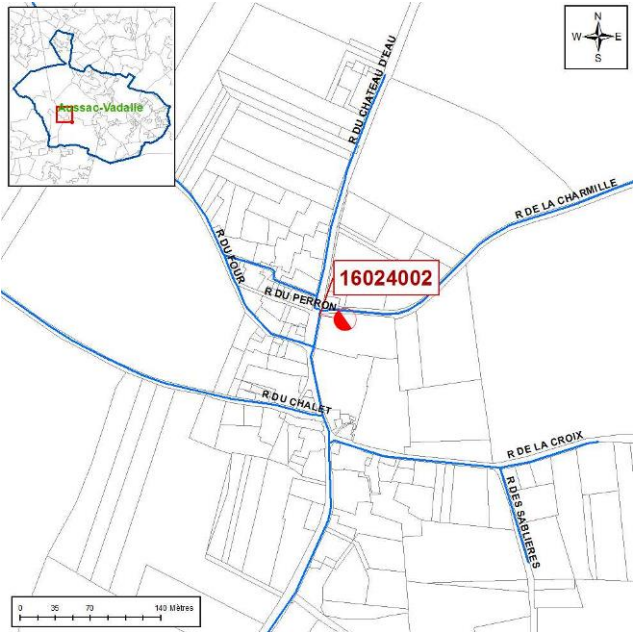 N
W E
S
Aussac-Vadalle
R DU CHATEAU D'EAU
R DE LA CHARMILLE
R DU FOUR
16024002
R DU PERRON
R DU CHALET
R DE LA CROIX
R DES SABLIERES
0 35 70 140 Mètres